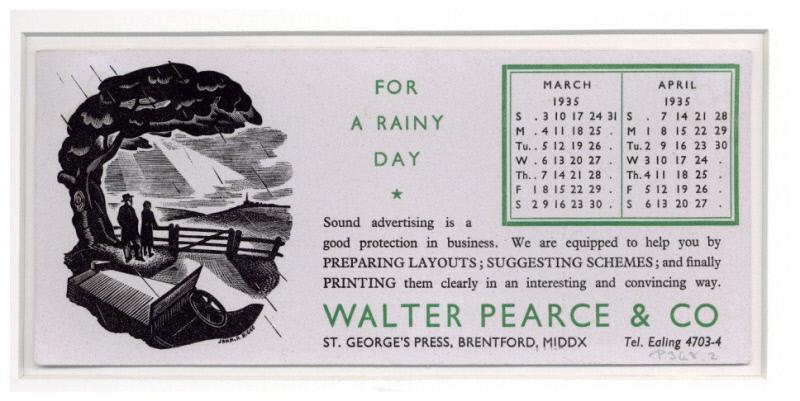 FOR
A RAINY
DAY
★
MARCH
1935
S . 3 10 17 24 31
M . 4 11 18 25 .
Tu. . 5 12 19 26 .
W . 6 13 20 27 .
Th. . 7 14 21 28 .
F 1 8 15 22 29 .
S 2 9 16 23 30 .
APRIL
1935
S . 7 14 21 28
M 1 8 15 22 29
Tu. 2 9 16 23 30
W 3 10 17 24 .
Th. 4 11 18 25 .
F 5 12 19 26 .
S 6 13 20 27 .
Sound advertising is a
good protection in business. We are equipped to help you by
PREPARING LAYOUTS; SUGGESTING SCHEMES; and finally
PRINTING them clearly in an interesting and convincing way.
WALTER PEARCE & CO
ST. GEORGE'S PRESS, BRENTFORD, MIDDX Tel. Ealing 4703-4